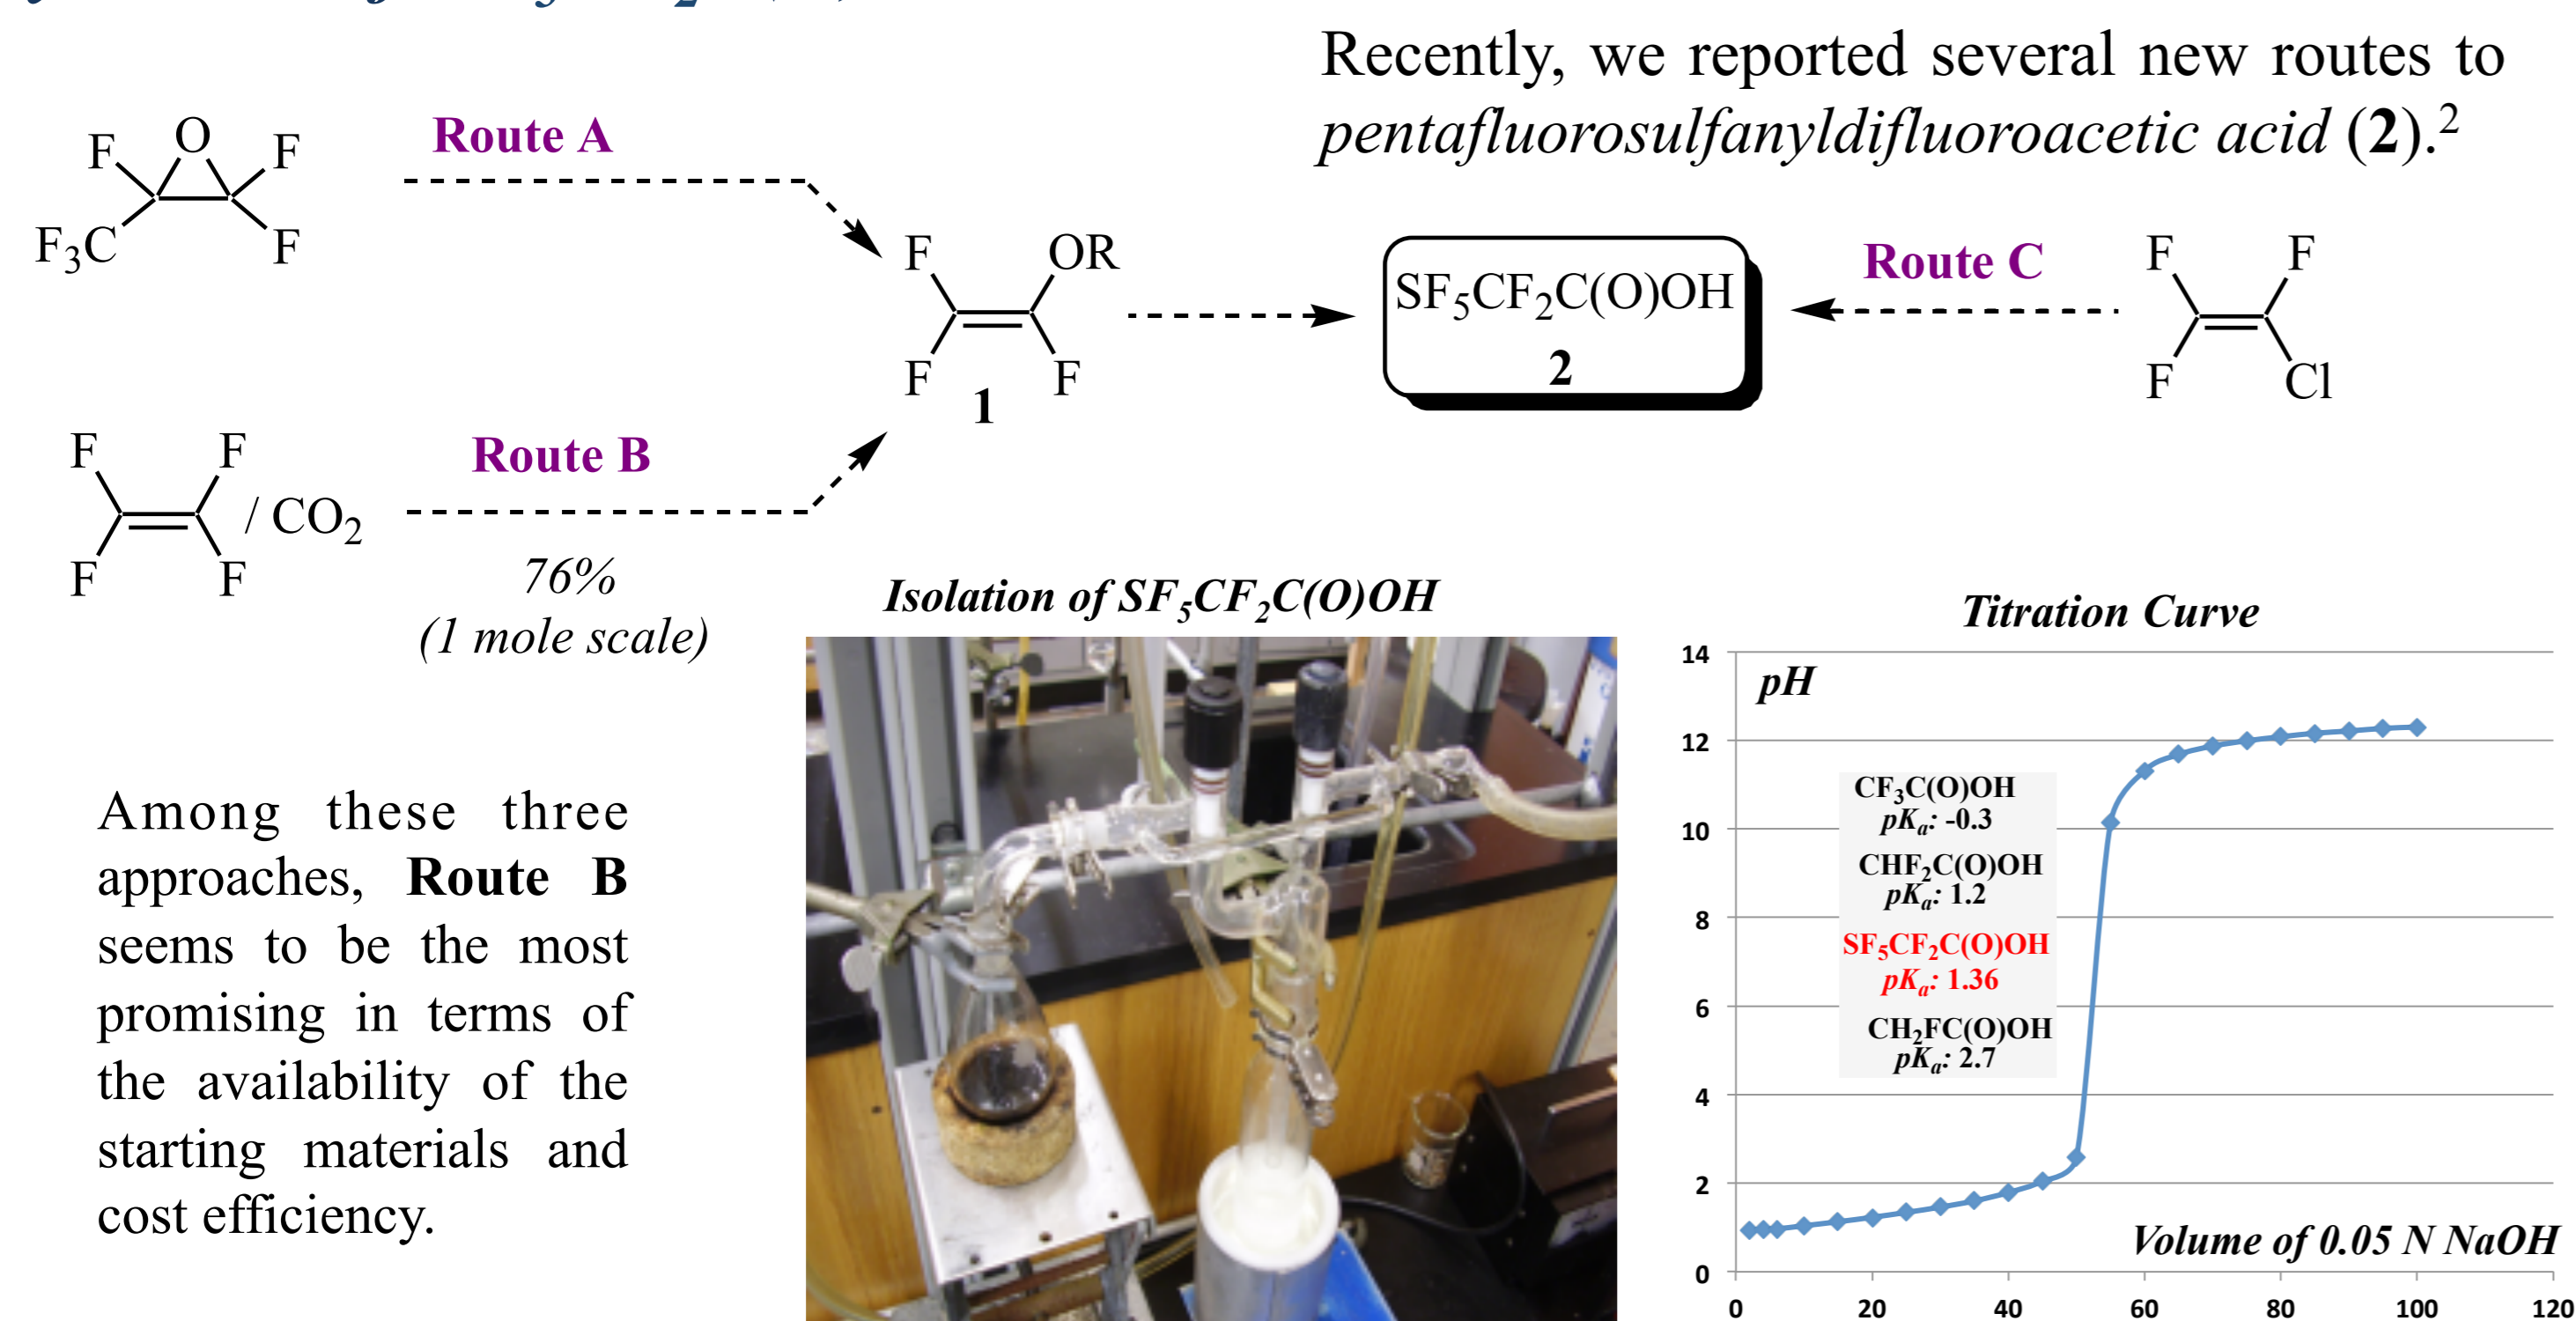 Recently, we reported several new routes to
pentafluorosulfanyldifluoroacetic acid (2).²
Route A
F
O
F
F₃C
F
Route B
F
F
/ CO₂
F
F
76%
(1 mole scale)
F
OR
F
F
1
SF₅CF₂C(O)OH
2
Route C
F
F
F
Cl
Among these three
approaches, Route B
seems to be the most
promising in terms of
the availability of the
starting materials and
cost efficiency.
Isolation of SF₅CF₂C(O)OH
Titration Curve
pH
14
12
10
8
6
4
2
0
CF₃C(O)OH
pKₐ: -0.3
CHF₂C(O)OH
pKₐ: 1.2
SF₅CF₂C(O)OH
pKₐ: 1.36
CH₂FC(O)OH
pKₐ: 2.7
Volume of 0.05 N NaOH
0 20 40 60 80 100 120